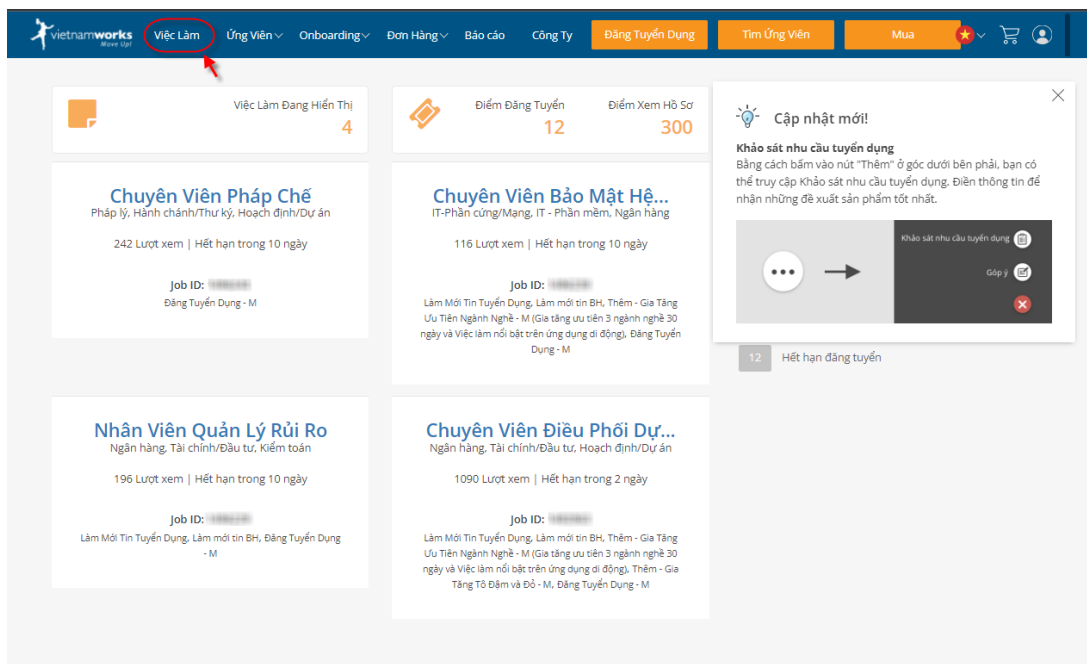 vietnamworks
Move Up!
Việc Làm
Ứng Viên
Onboarding
Đơn Hàng
Báo cáo
Công Ty
Đăng Tuyển Dụng
Tìm Ứng Viên
Mua
Việc Làm Đang Hiển Thị
4
Điểm Đăng Tuyển
12
Điểm Xem Hồ Sơ
300
Chuyên Viên Pháp Chế
Pháp lý, Hành chánh/Thư ký, Hoạch định/Dự án
242 Lượt xem | Hết hạn trong 10 ngày
Job ID:
Đăng Tuyển Dụng - M
Chuyên Viên Bảo Mật Hệ...
IT-Phần cứng/Mạng, IT - Phần mềm, Ngân hàng
116 Lượt xem | Hết hạn trong 10 ngày
Job ID:
Làm Mới Tin Tuyển Dụng, Làm mới tin BH, Thêm - Gia Tăng
Ưu Tiên Ngành Nghề - M (Gia tăng ưu tiên 3 ngành nghề 30
ngày và Việc làm nổi bật trên ứng dụng di động), Đăng Tuyển
Dụng - M
Cập nhật mới!
Khảo sát nhu cầu tuyển dụng
Bằng cách bấm vào nút "Thêm" ở góc dưới bên phải, bạn có
thể truy cập Khảo sát nhu cầu tuyển dụng. Điền thông tin để
nhận những đề xuất sản phẩm tốt nhất.
Khảo sát nhu cầu tuyển dụng
Góp ý
12 Hết hạn đăng tuyển
Nhân Viên Quản Lý Rủi Ro
Ngân hàng, Tài chính/Đầu tư, Kiểm toán
196 Lượt xem | Hết hạn trong 10 ngày
Job ID:
Làm Mới Tin Tuyển Dụng, Làm mới tin BH, Đăng Tuyển Dụng
- M
Chuyên Viên Điều Phối Dự...
Ngân hàng, Tài chính/Đầu tư, Hoạch định/Dự án
1090 Lượt xem | Hết hạn trong 2 ngày
Job ID:
Làm Mới Tin Tuyển Dụng, Làm mới tin BH, Thêm - Gia Tăng
Ưu Tiên Ngành Nghề - M (Gia tăng ưu tiên 3 ngành nghề 30
ngày và Việc làm nổi bật trên ứng dụng di động), Thêm - Gia
Tăng Tô Đậm và Đỏ - M, Đăng Tuyển Dụng - M